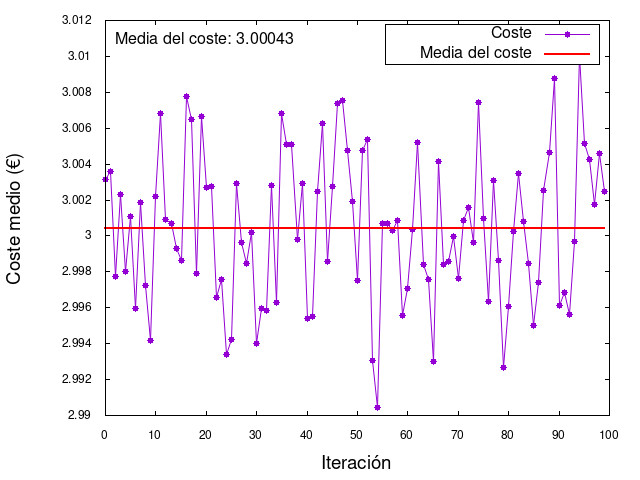 3.012
3.01
3.008
3.006
3.004
3.002
3
2.998
2.996
2.994
2.992
2.99
Coste medio (€)
Media del coste: 3.00043
Coste
Media del coste
0 10 20 30 40 50 60 70 80 90 100
Iteración